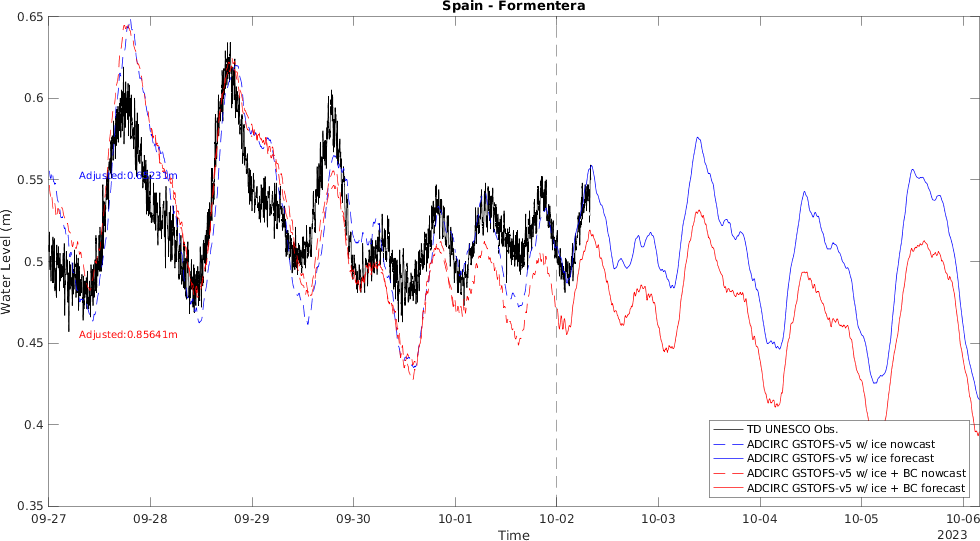 Spain - Formentera
0.65
0.6
0.55
0.5
0.45
0.4
0.35
Water Level (m)
Adjusted:0.85641m
09-27
09-28
09-29
09-30
10-01
10-02
10-03
10-04
10-05
10-06
Time
2023
TD UNESCO Obs.
ADCIRC GSTOFS-v5 w/ ice nowcast
ADCIRC GSTOFS-v5 w/ ice forecast
ADCIRC GSTOFS-v5 w/ ice + BC nowcast
ADCIRC GSTOFS-v5 w/ ice + BC forecast